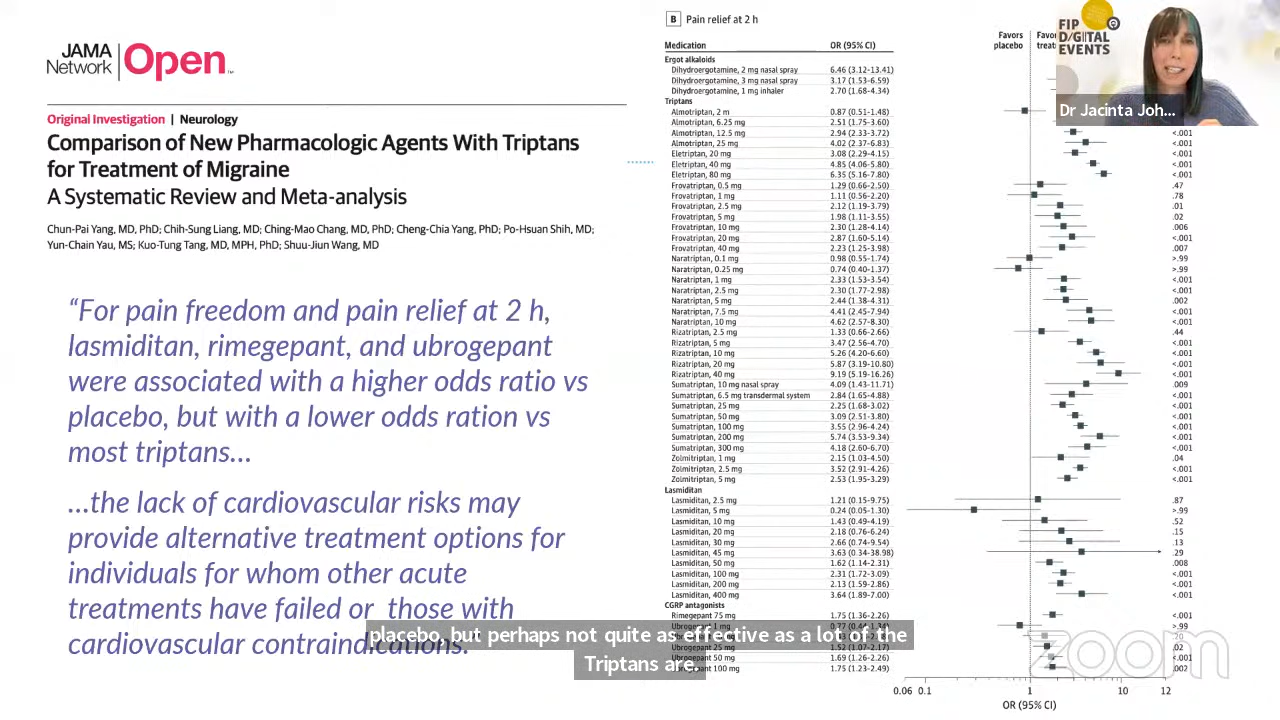 JAMA Network | Open™
Original Investigation | Neurology
Comparison of New Pharmacologic Agents With Triptans
for Treatment of Migraine
A Systematic Review and Meta-analysis
Chun-Pai Yang, MD, PhD; Chih-Sung Liang, MD; Ching-Mao Chang, MD, PhD; Cheng-Chia Yang, PhD; Po-Hsuan Shih, MD;
Yun-Chain Yau, MS; Kuo-Tung Tang, MD, MPH, PhD; Shuu-Jiun Wang, MD
“For pain freedom and pain relief at 2 h,
lasmiditan, rimegepant, and ubrogepant
were associated with a higher odds ratio vs
placebo, but with a lower odds ration vs
most triptans…
…the lack of cardiovascular risks may
provide alternative treatment options for
individuals for whom other acute
treatments have failed or those with
cardiovascular contraindications.
B Pain relief at 2 h
Medication OR (95% CI)
Favors placebo Favo treat
Ergot alkaloids
Dihydroergotamine, 2 mg nasal spray 6.46 (3.12-13.41)
Dihydroergotamine, 3 mg nasal spray 3.17 (1.53-6.59)
Dihydroergotamine, 1 mg inhaler 2.70 (1.68-4.34)
Triptans
Almotriptan, 2 m 0.87 (0.51-1.48)
Almotriptan, 6.25 mg 2.51 (1.75-3.60)
Almotriptan, 12.5 mg 2.94 (2.33-3.72) <.001
Almotriptan, 25 mg 4.02 (2.37-6.83) <.001
Eletriptan, 20 mg 3.08 (2.29-4.15) <.001
Eletriptan, 40 mg 4.85 (4.06-5.80) <.001
Eletriptan, 80 mg 6.35 (5.16-7.80) <.001
Frovatriptan, 0.5 mg 1.29 (0.66-2.50) .47
Frovatriptan, 1 mg 1.11 (0.56-2.20) .78
Frovatriptan, 2.5 mg 2.12 (1.19-3.79) .01
Frovatriptan, 5 mg 1.98 (1.11-3.55) .02
Frovatriptan, 10 mg 2.30 (1.28-4.14) .006
Frovatriptan, 20 mg 2.87 (1.60-5.14) <.001
Frovatriptan, 40 mg 2.23 (1.25-3.98) .007
Naratriptan, 0.1 mg 0.98 (0.55-1.74) >.99
Naratriptan, 0.25 mg 0.74 (0.40-1.37) >.99
Naratriptan, 1 mg 2.33 (1.53-3.54) <.001
Naratriptan, 2.5 mg 2.30 (1.77-2.98) <.001
Naratriptan, 5 mg 2.44 (1.38-4.31) .002
Naratriptan, 7.5 mg 4.41 (2.45-7.94) <.001
Naratriptan, 10 mg 4.62 (2.57-8.30) <.001
Rizatriptan, 2.5 mg 1.33 (0.66-2.66) .44
Rizatriptan, 5 mg 3.47 (2.56-4.70) <.001
Rizatriptan, 10 mg 5.26 (4.20-6.60) <.001
Rizatriptan, 20 mg 5.87 (3.19-10.80) <.001
Rizatriptan, 40 mg 9.19 (5.19-16.26) <.001
Sumatriptan, 10 mg nasal spray 4.09 (1.43-11.71) .009
Sumatriptan, 6.5 mg transdermal system 2.84 (1.65-4.88) <.001
Sumatriptan, 25 mg 2.25 (1.68-3.02) <.001
Sumatriptan, 50 mg 3.09 (2.51-3.80) <.001
Sumatriptan, 100 mg 3.55 (2.96-4.24) <.001
Sumatriptan, 200 mg 5.74 (3.53-9.34) <.001
Sumatriptan, 300 mg 4.18 (2.60-6.70) <.001
Zolmitriptan, 1 mg 2.15 (1.03-4.50) .04
Zolmitriptan, 2.5 mg 3.52 (2.91-4.26) <.001
Zolmitriptan, 5 mg 2.53 (1.95-3.29) <.001
Lasmiditan
Lasmiditan, 2.5 mg 1.21 (0.15-9.75) .87
Lasmiditan, 5 mg 0.24 (0.05-1.30) >.99
Lasmiditan, 10 mg 1.43 (0.49-4.19) .52
Lasmiditan, 20 mg 2.18 (0.76-6.24) .15
Lasmiditan, 30 mg 2.66 (0.74-9.54) .13
Lasmiditan, 45 mg 3.63 (0.34-38.98) .29
Lasmiditan, 50 mg 1.62 (1.14-2.31) .008
Lasmiditan, 100 mg 2.31 (1.72-3.09) <.001
Lasmiditan, 200 mg 2.13 (1.59-2.86) <.001
Lasmiditan, 400 mg 3.64 (1.89-7.00) <.001
CGRP antagonists
Rimegepant 75 mg 1.75 (1.36-2.26) <.001
Ubrogepant 1 mg >.99
Ubrogepant 25 mg 1.52 (1.07-2.17) .02
Ubrogepant 50 mg 1.69 (1.26-2.26) <.001
Ubrogepant 100 mg 1.75 (1.23-2.49) .002
0.06 0.1 1 10 12
OR (95% CI)
FIP
DIGITAL
EVENTS
Dr Jacinta Joh...
placebo, but perhaps not quite as effective as a lot of the
Triptans are.
zoom